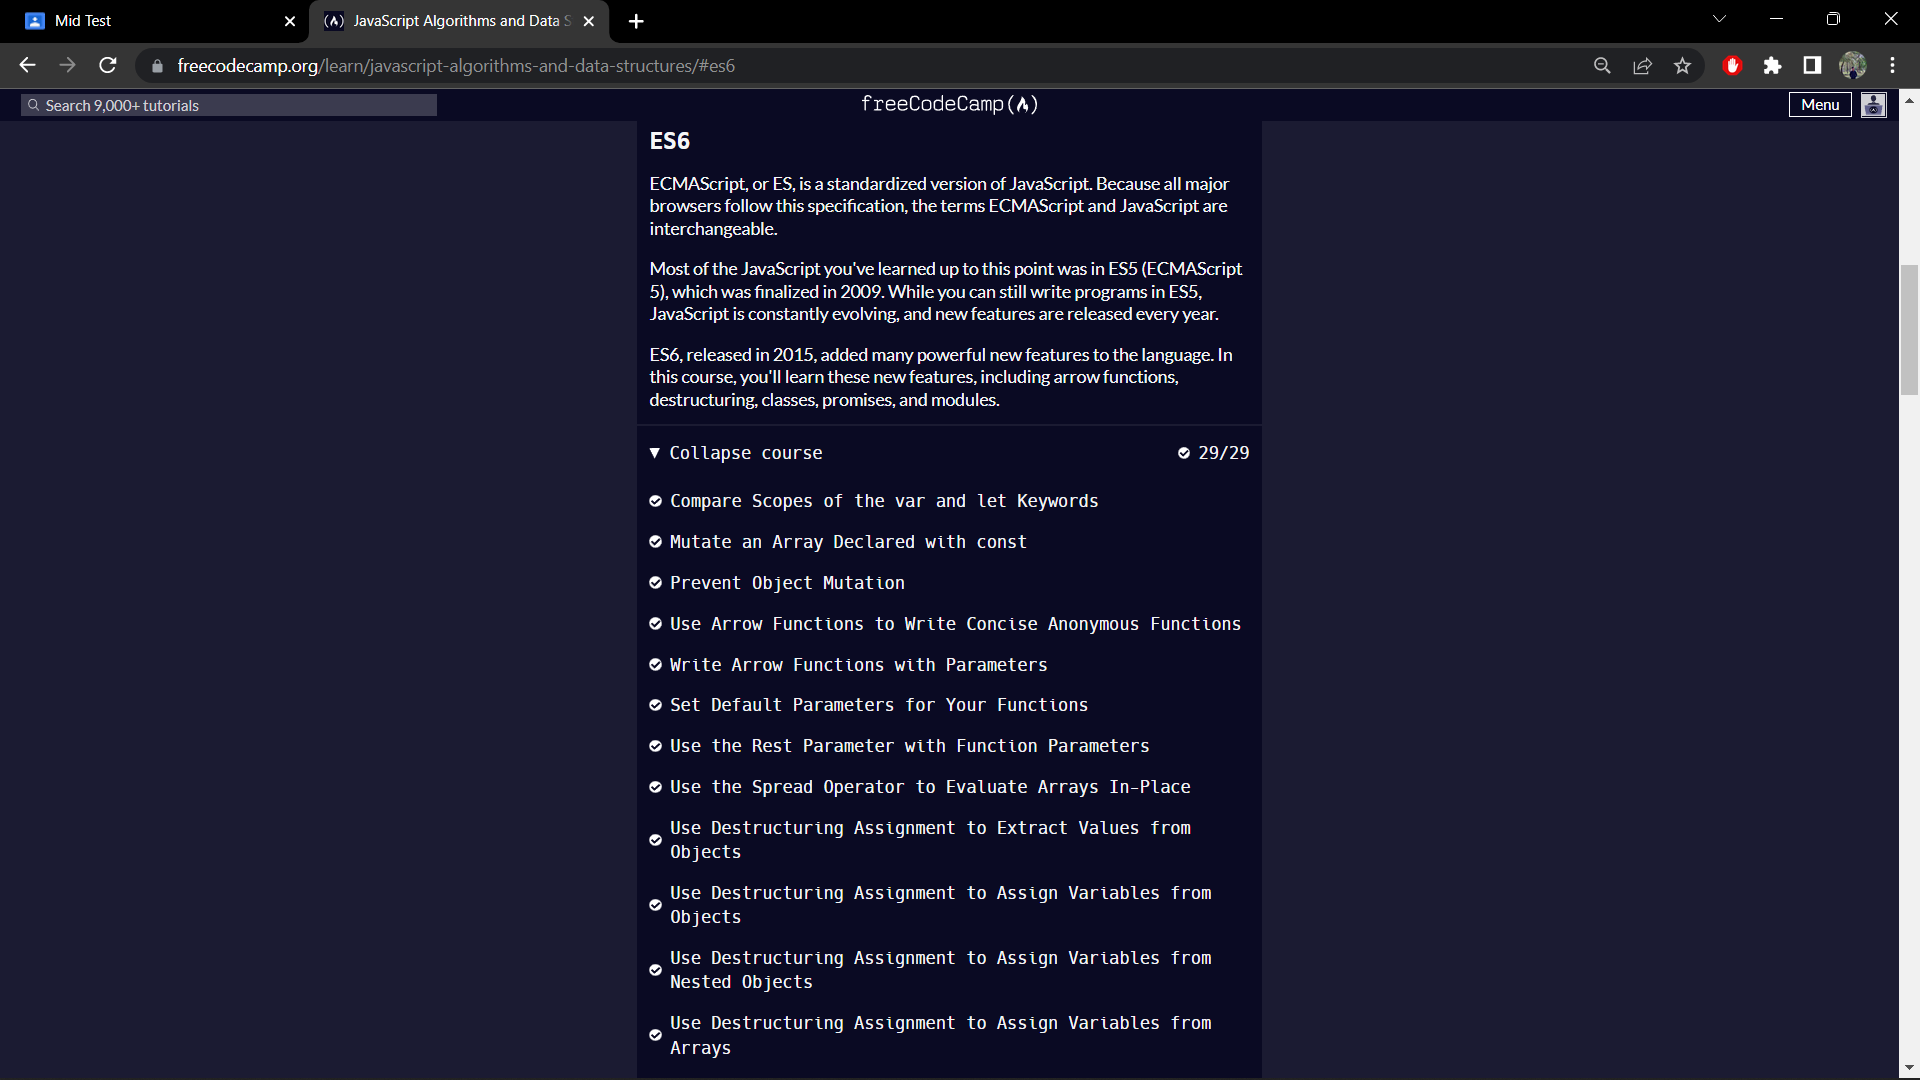 Mid Test
JavaScript Algorithms and Data S
freecodecamp.org/learn/javascript-algorithms-and-data-structures/#es6
Search 9,000+ tutorials
freeCodeCamp(
Menu
ES6
ECMAScript, or ES, is a standardized version of JavaScript. Because all major
browsers follow this specification, the terms ECMAScript and JavaScript are
interchangeable.
Most of the JavaScript you've learned up to this point was in ES5 (ECMAScript
5), which was finalized in 2009. While you can still write programs in ES5,
JavaScript is constantly evolving, and new features are released every year.
ES6, released in 2015, added many powerful new features to the language. In
this course, you'll learn these new features, including arrow functions,
destructuring, classes, promises, and modules.
Collapse course 29/29
Compare Scopes of the var and let Keywords
Mutate an Array Declared with const
Prevent Object Mutation
Use Arrow Functions to Write Concise Anonymous Functions
Write Arrow Functions with Parameters
Set Default Parameters for Your Functions
Use the Rest Parameter with Function Parameters
Use the Spread Operator to Evaluate Arrays In-Place
Use Destructuring Assignment to Extract Values from
Objects
Use Destructuring Assignment to Assign Variables from
Objects
Use Destructuring Assignment to Assign Variables from
Nested Objects
Use Destructuring Assignment to Assign Variables from
Arrays